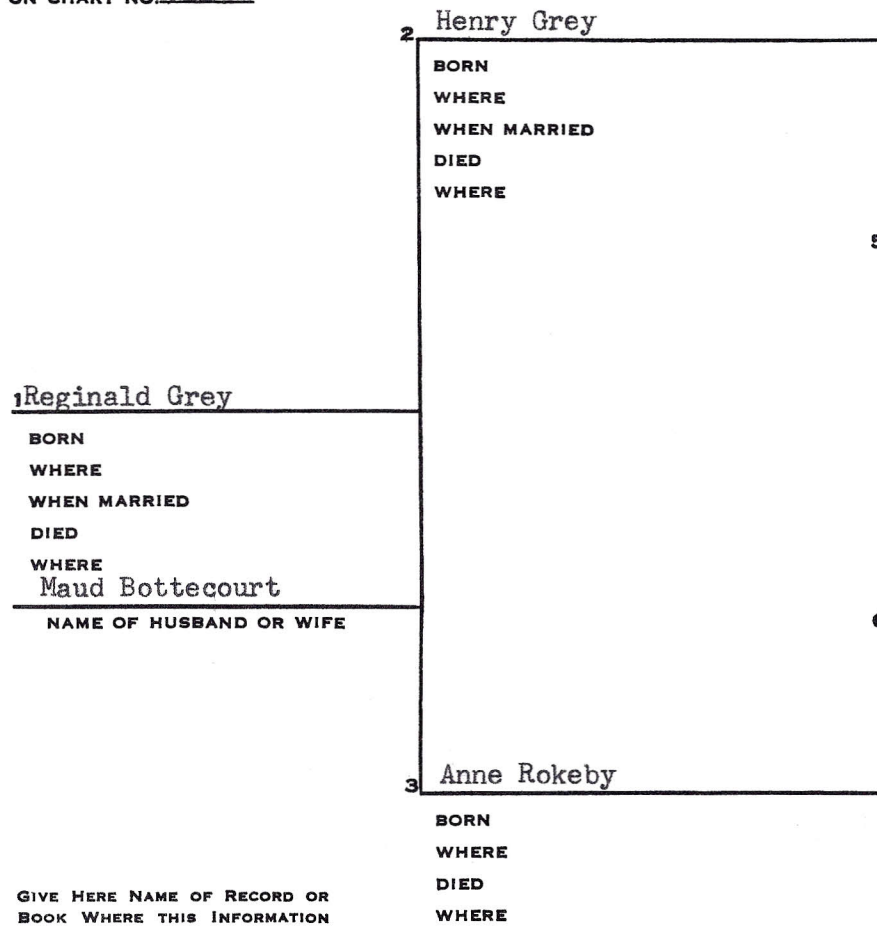 ON CHART NO.
2 Henry Grey
BORN
WHERE
WHEN MARRIED
DIED
WHERE
5
1 Reginald Grey
BORN
WHERE
WHEN MARRIED
DIED
WHERE
Maud Bottecourt
NAME OF HUSBAND OR WIFE
3 Anne Rokeby
BORN
WHERE
DIED
WHERE
GIVE HERE NAME OF RECORD OR
BOOK WHERE THIS INFORMATION